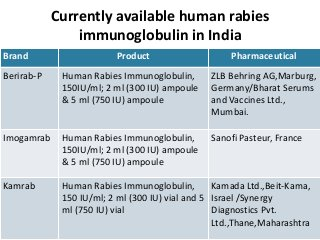 Currently available human rabies
immunoglobulin in India
Brand Product Pharmaceutical
Berirab-P Human Rabies Immunoglobulin, ZLB Behring AG,Marburg,
150IU/ml; 2 ml (300 IU) ampoule Germany/Bharat Serums
& 5 ml (750 IU) ampoule and Vaccines Ltd.,
Mumbai.
Imogamrab Human Rabies Immunoglobulin, Sanofi Pasteur, France
150IU/ml; 2 ml (300 IU) ampoule
& 5 ml (750 IU) ampoule
Kamrab Human Rabies Immunoglobulin, Kamada Ltd.,Beit-Kama,
150 IU/ml; 2 ml (300 IU) vial and 5 Israel /Synergy
ml (750 IU) vial Diagnostics Pvt.
Ltd.,Thane,Maharashtra